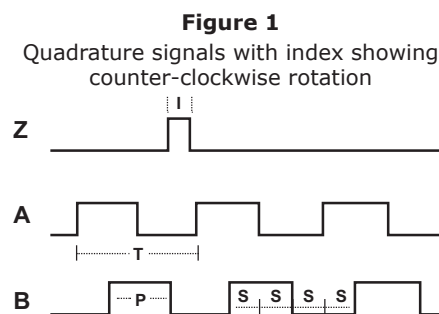 Figure 1
Quadrature signals with index showing
counter-clockwise rotation
I
Z
A
T
B
P
S S S S